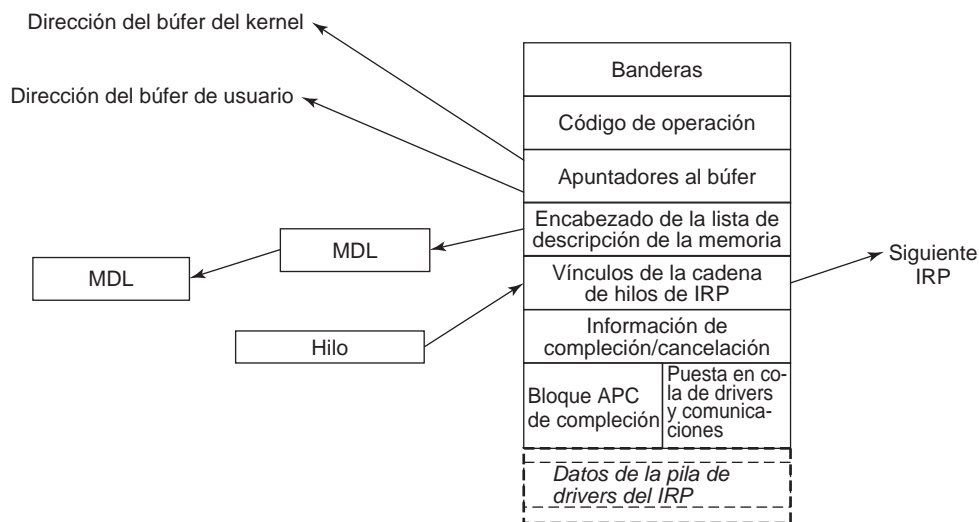 Dirección del búfer del kernel
Dirección del búfer de usuario
Banderas
Código de operación
Apuntadores al búfer
Encabezado de la lista de
descripción de la memoria
MDL
MDL
Vínculos de la cadena
de hilos de IRP
Siguiente
IRP
Hilo
Información de
compleción/cancelación
Bloque APC
de compleción
Puesta en co-
la de drivers
y comunica-
ciones
Datos de la pila de
drivers del IRP